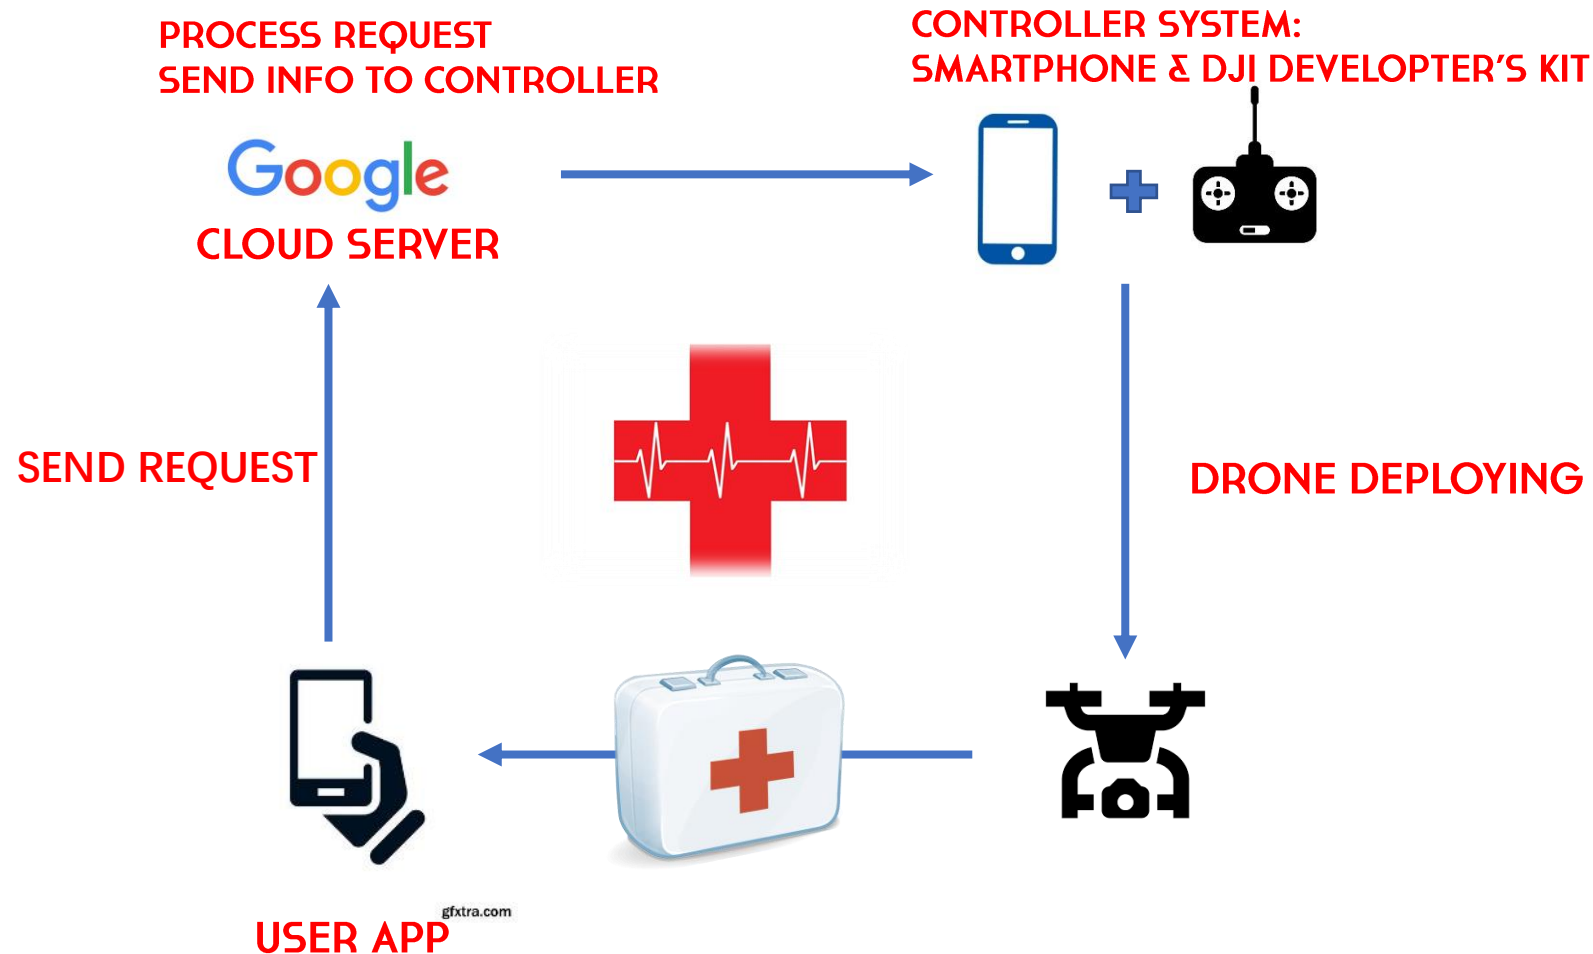 PROCESS REQUEST
SEND INFO TO CONTROLLER
CONTROLLER SYSTEM:
SMARTPHONE & DJI DEVELOPTER'S KIT
Google
CLOUD SERVER
SEND REQUEST
DRONE DEPLOYING
gfxtra.com
USER APP